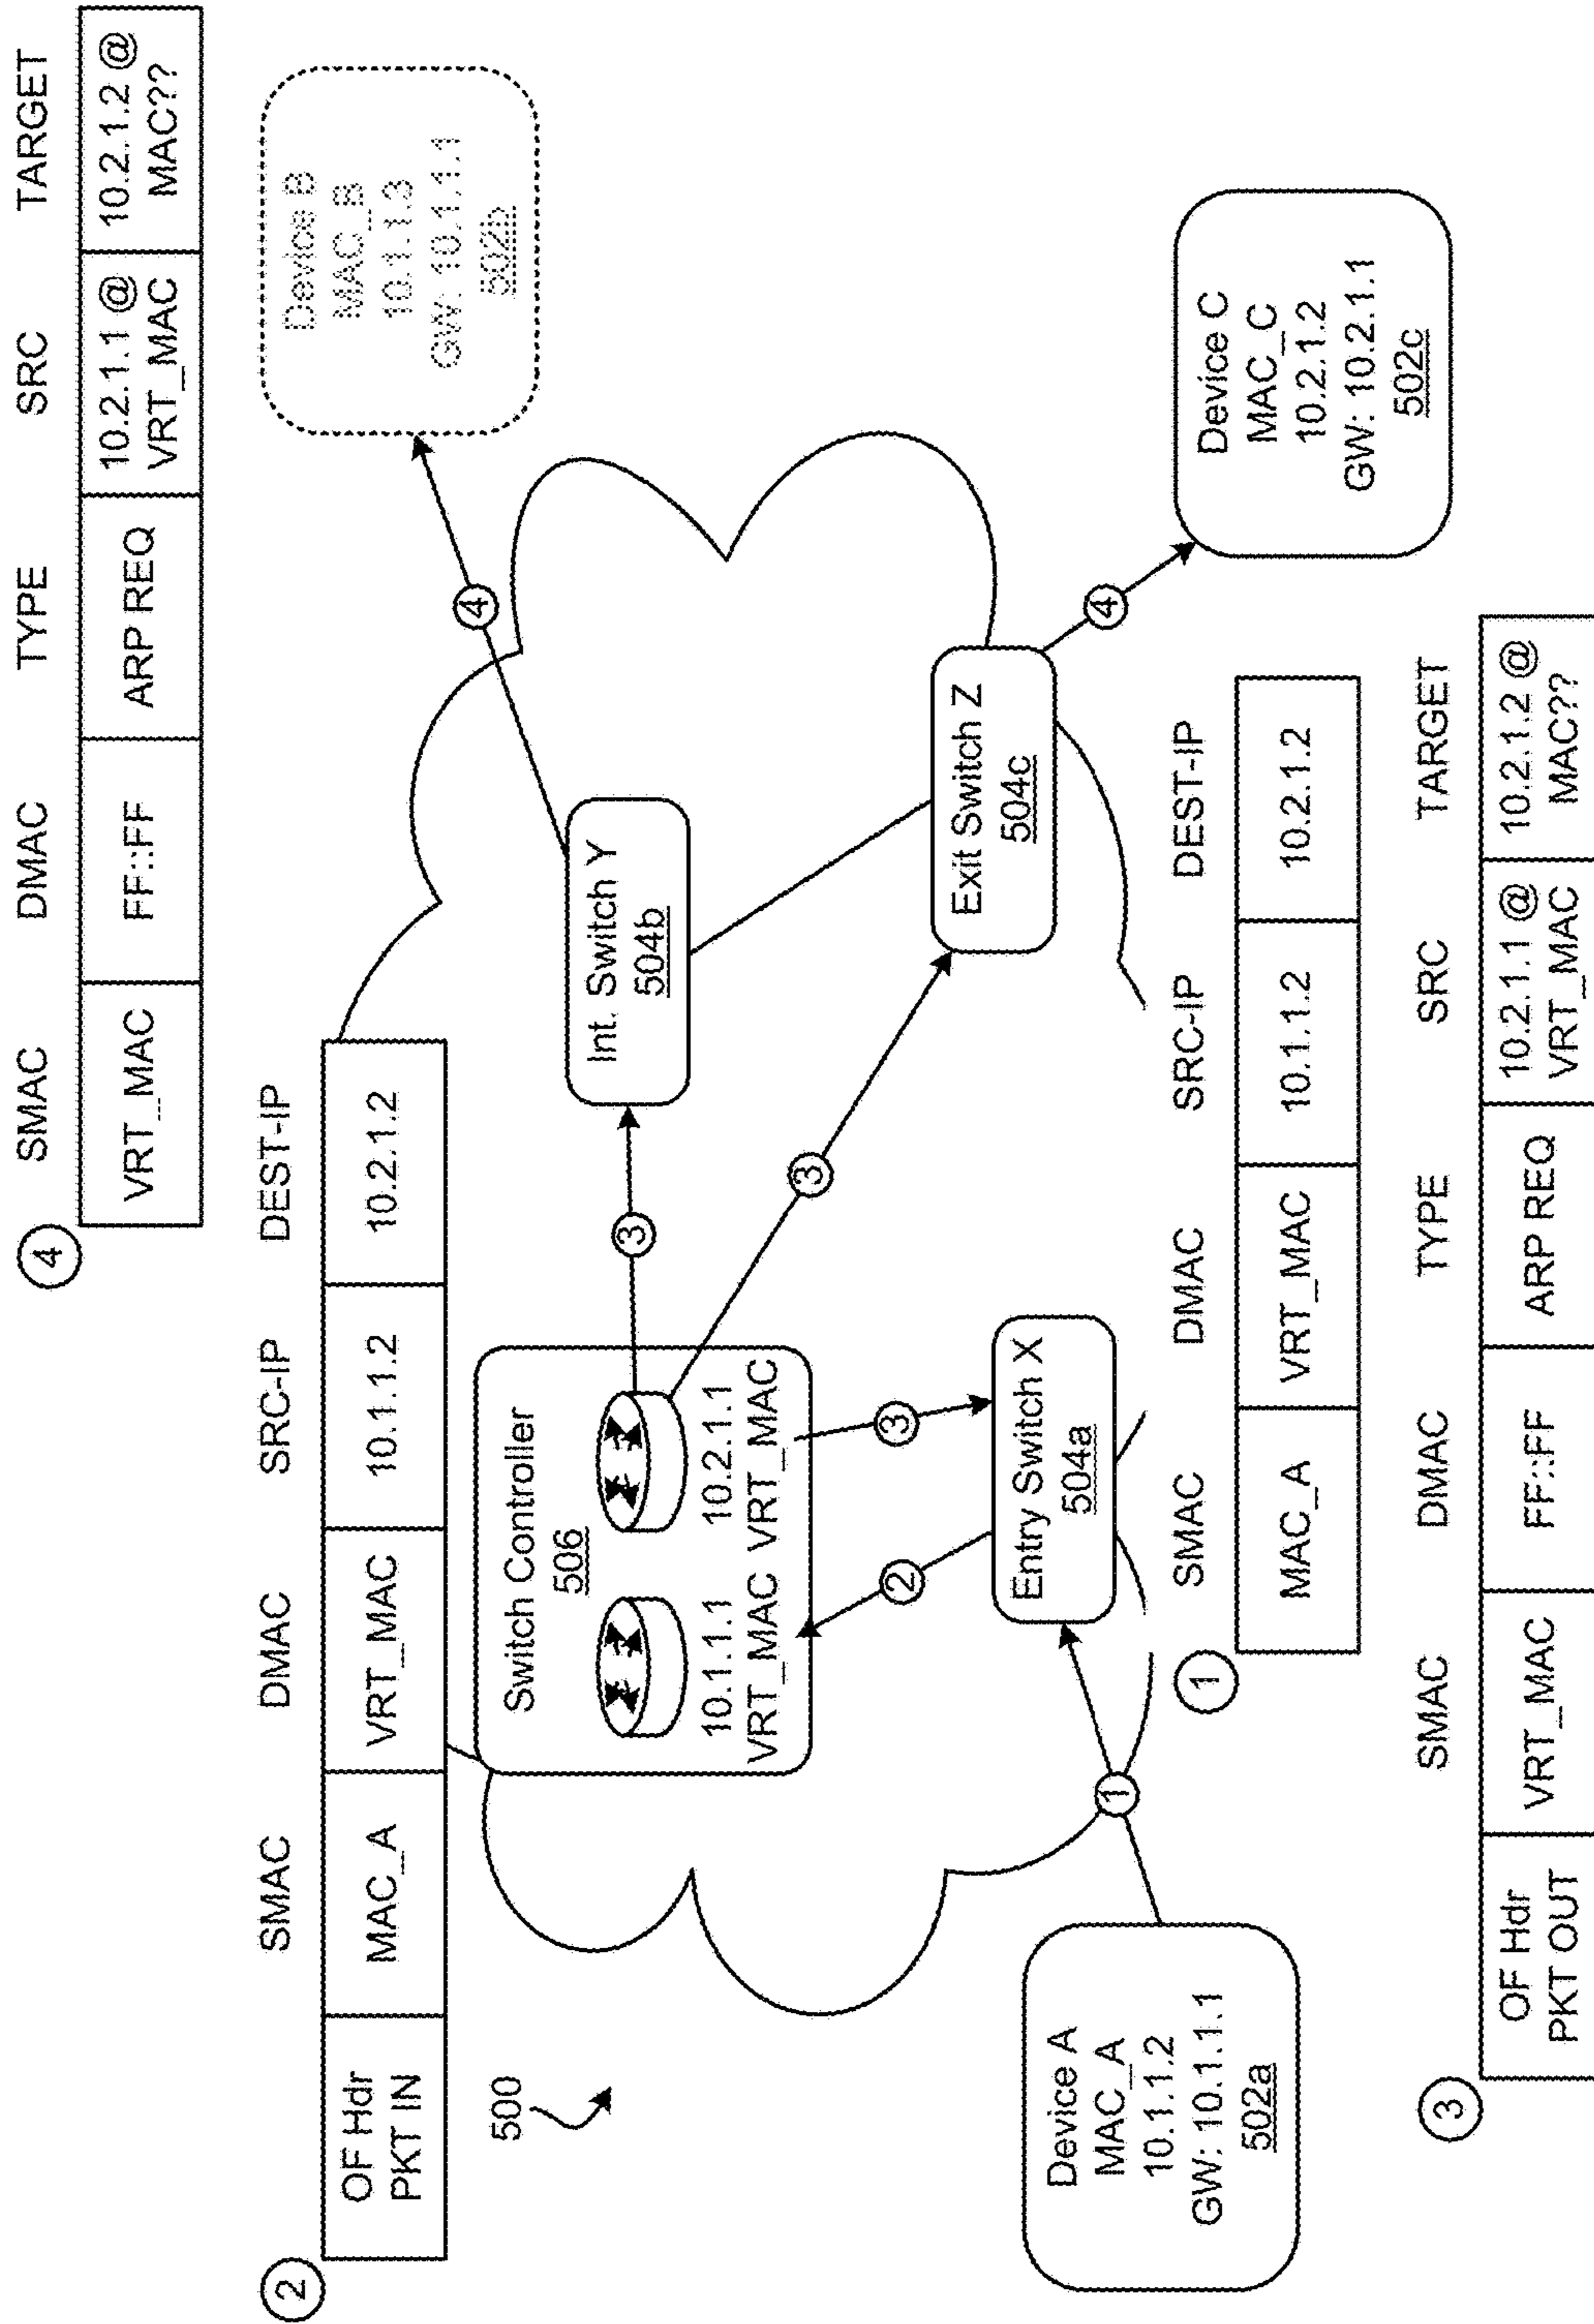 4
SMAC DMAC TYPE SRC TARGET
VRT_MAC FF::FF ARP REQ 10.2.1.1 @ VRT_MAC 10.2.1.2 @ MAC??
2
SMAC DMAC SRC-IP DEST-IP
OF Hdr PKT IN MAC_A VRT_MAC 10.1.1.2 10.2.1.2
Device B
MAC_B
10.1.1.3
GW: 10.1.1.1
502b
500
Switch Controller
506
10.1.1.1
VRT_MAC
10.2.1.1
VRT_MAC
3
4
Int. Switch Y
504b
3
3
2
Entry Switch X
504a
Exit Switch Z
504c
4
Device C
MAC_C
10.2.1.2
GW: 10.2.1.1
502c
1
Device A
MAC_A
10.1.1.2
GW: 10.1.1.1
502a
1
SMAC DMAC SRC-IP DEST-IP
MAC_A VRT_MAC 10.1.1.2 10.2.1.2
3
SMAC DMAC TYPE SRC TARGET
OF Hdr PKT OUT VRT_MAC FF::FF ARP REQ 10.2.1.1 @ VRT_MAC 10.2.1.2 @ MAC??